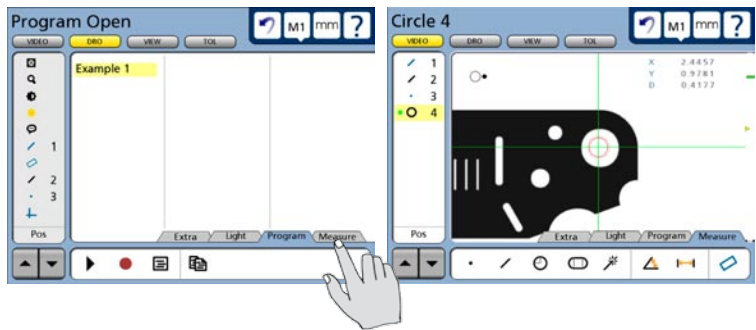 Program Open
M1 mm ?
VIDEO DRO VIEW TOL
Example 1
1
2
3
Pos
Extra Light Program Measure
Circle 4
M1 mm ?
VIDEO DRO VIEW TOL
1
2
3
4
X 2.4457
Y 0.9781
D 0.4177
Pos
Extra Light Program Measure